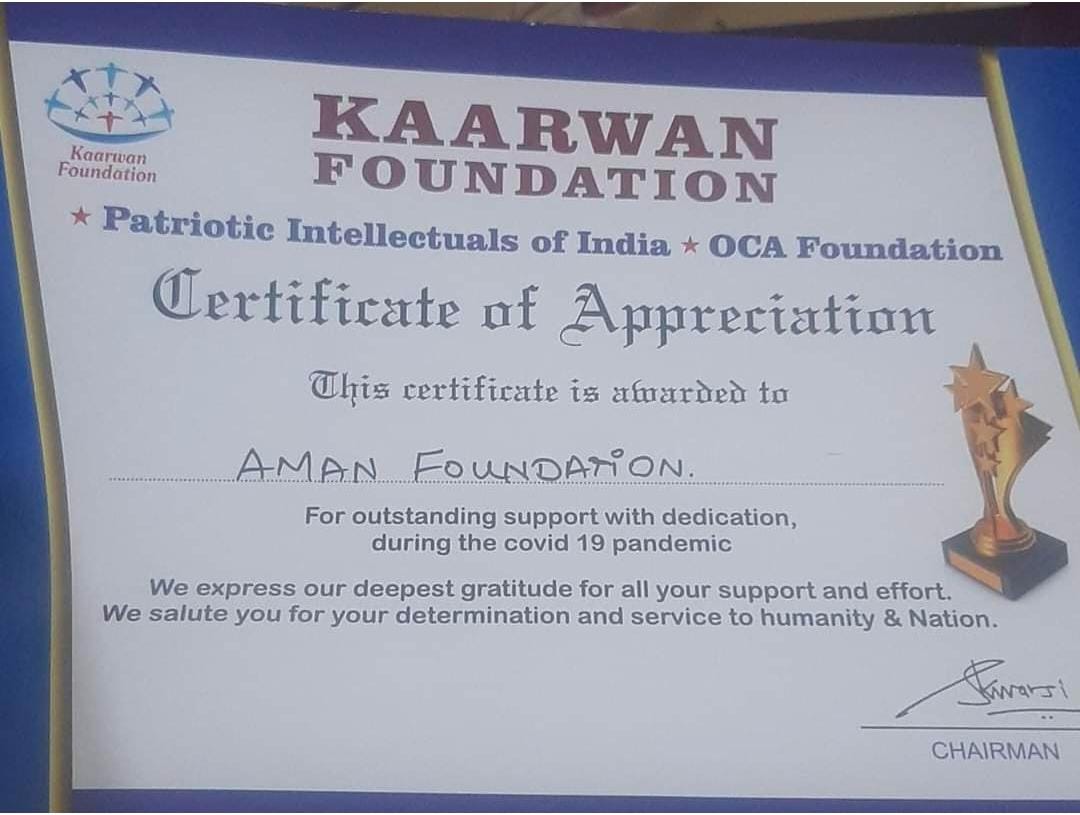 Kaarwan
Foundation
KAARWAN
FOUNDATION
★ Patriotic Intellectuals of India ★ OCA Foundation
Certificate of Appreciation
This certificate is awarded to
AMAN FOUNDATION.
For outstanding support with dedication,
during the covid 19 pandemic
We express our deepest gratitude for all your support and effort.
We salute you for your determination and service to humanity & Nation.
CHAIRMAN